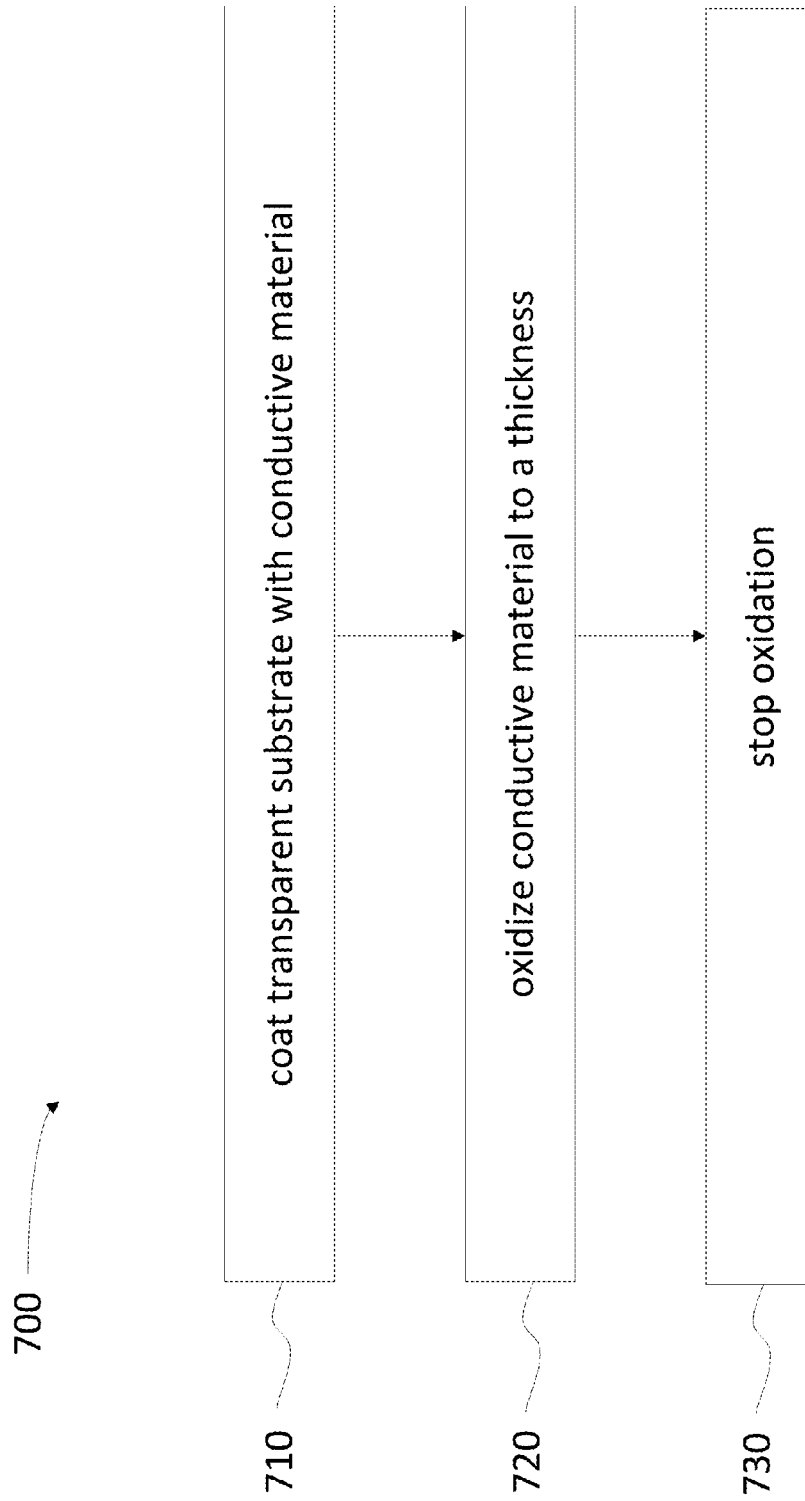 700
710
coat transparent substrate with conductive material
720
oxidize conductive material to a thickness
730
stop oxidation